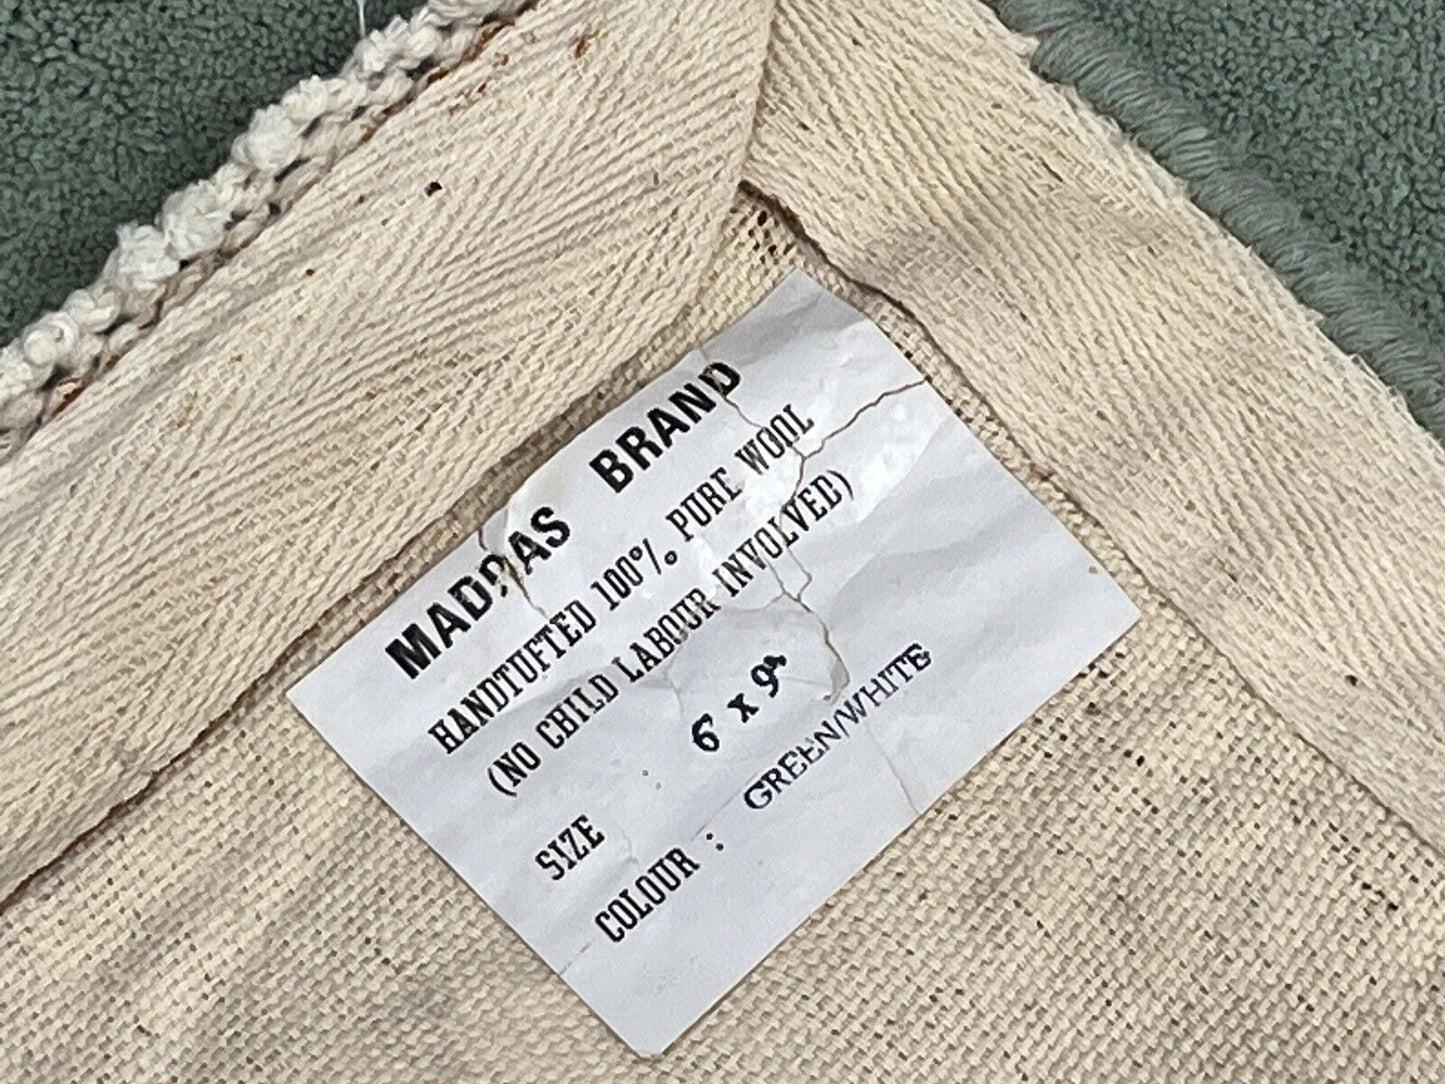 MADRAS BRAND
HANDTUFTED 100% PURE WOOL
(NO CHILD LABOUR INVOLVED)
SIZE : 6' x 9'
COLOUR : GREEN/WHITE